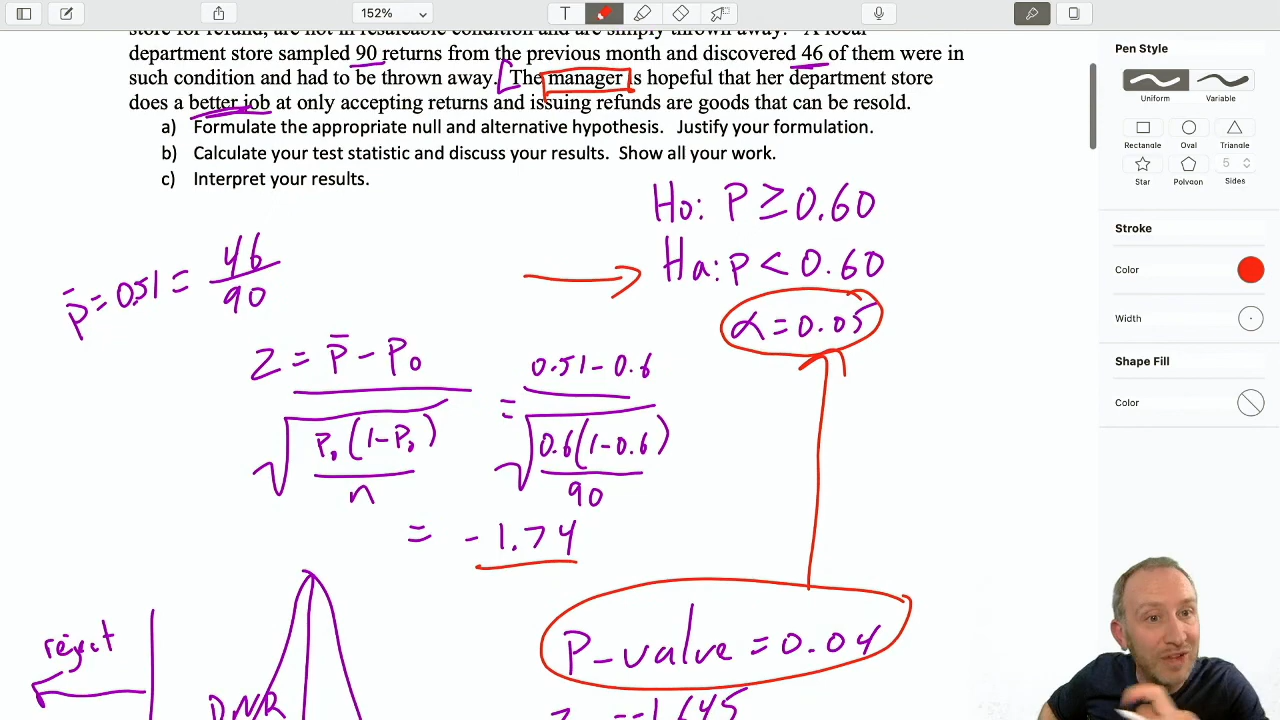 152%
T
store for refund, are not in resaleable condition and are simply thrown away. A local
department store sampled 90 returns from the previous month and discovered 46 of them were in
such condition and had to be thrown away. [The manager is hopeful that her department store
does a better job at only accepting returns and issuing refunds are goods that can be resold.
a) Formulate the appropriate null and alternative hypothesis. Justify your formulation.
b) Calculate your test statistic and discuss your results. Show all your work.
c) Interpret your results.
Ho: P ≥ 0.60
Ha: P < 0.60
α = 0.05
p̄ = 0.51 = 46
90
Z = p̄ - P₀ = 0.51 - 0.6
√ P₀(1-P₀) √ 0.6(1-0.6)
n 90
= -1.74
P-value = 0.04
reject
DNR
Pen Style
Uniform Variable
Rectangle Oval Triangle
Star Polygon 5 Sides
Stroke
Color
Width
Shape Fill
Color